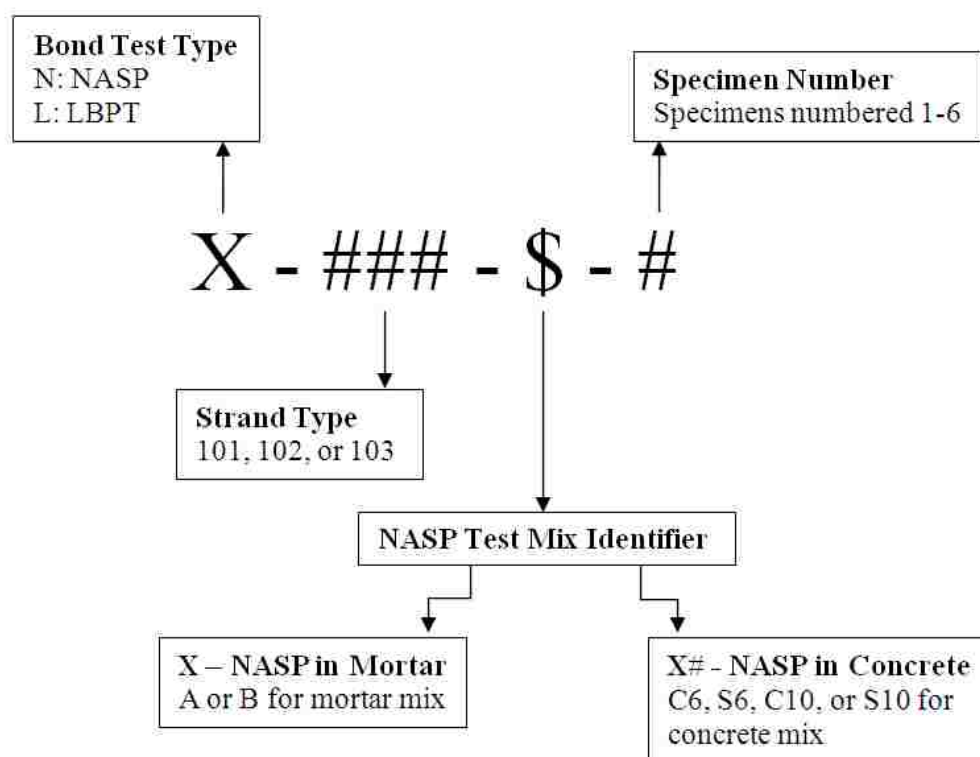 Bond Test Type
N: NASP
L: LBPT
Specimen Number
Specimens numbered 1-6
X - ### - $ - #
Strand Type
101, 102, or 103
NASP Test Mix Identifier
X – NASP in Mortar
A or B for mortar mix
X# - NASP in Concrete
C6, S6, C10, or S10 for
concrete mix